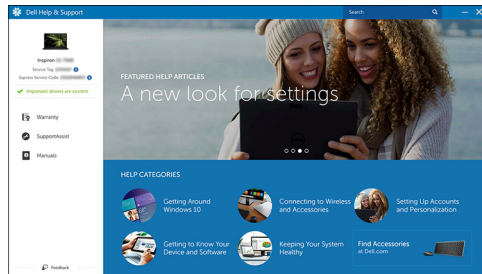 Dell Help & Support
Search
Inspiron
Service Tag
Express Service Code
Important drivers are current
Warranty
SupportAssist
Manuals
Feedback
FEATURED HELP ARTICLES
A new look for settings
HELP CATEGORIES
Getting Around
Windows 10
Connecting to Wireless
and Accessories
Setting Up Accounts
and Personalization
Getting to Know Your
Device and Software
Keeping Your System
Healthy
Find Accessories
at Dell.com